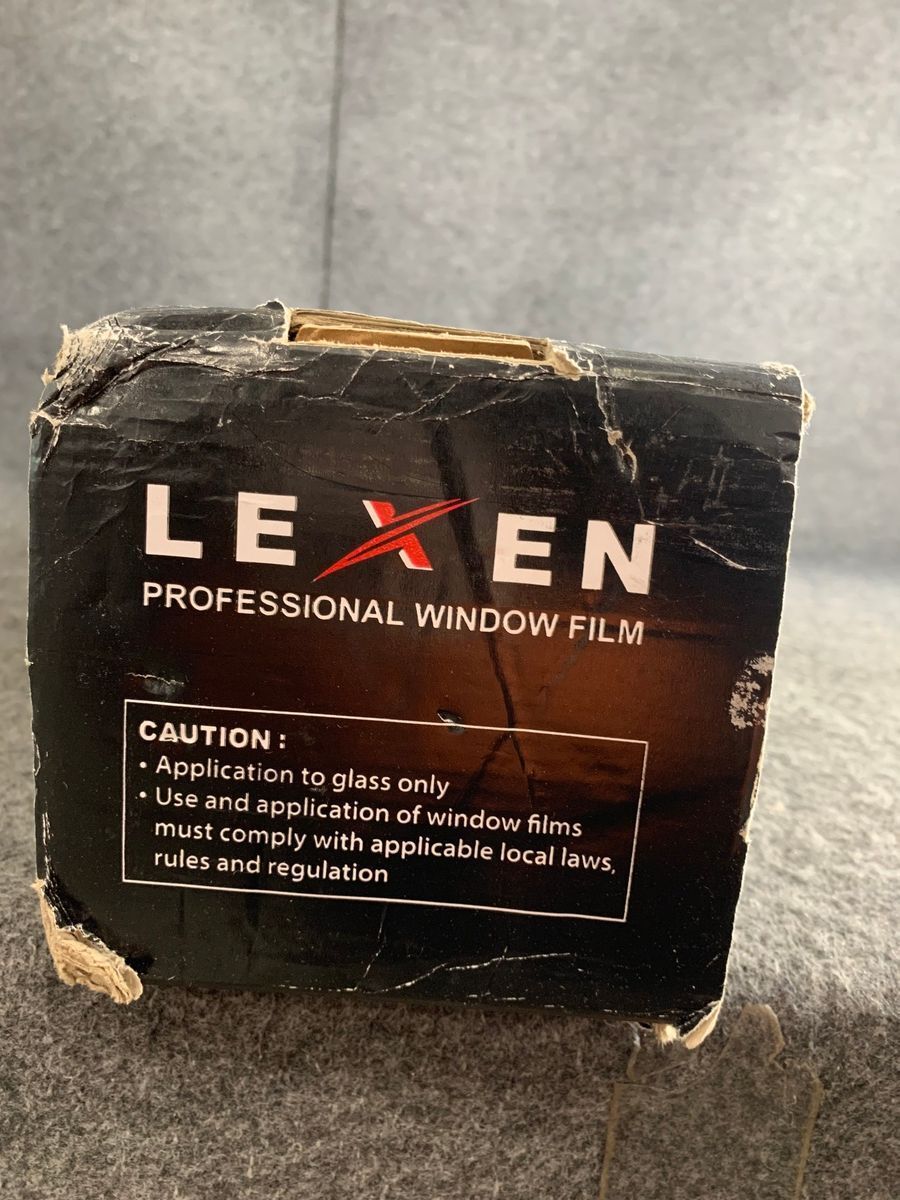 LEXEN
PROFESSIONAL WINDOW FILM
CAUTION :
• Application to glass only
• Use and application of window films
must comply with applicable local laws,
rules and regulation